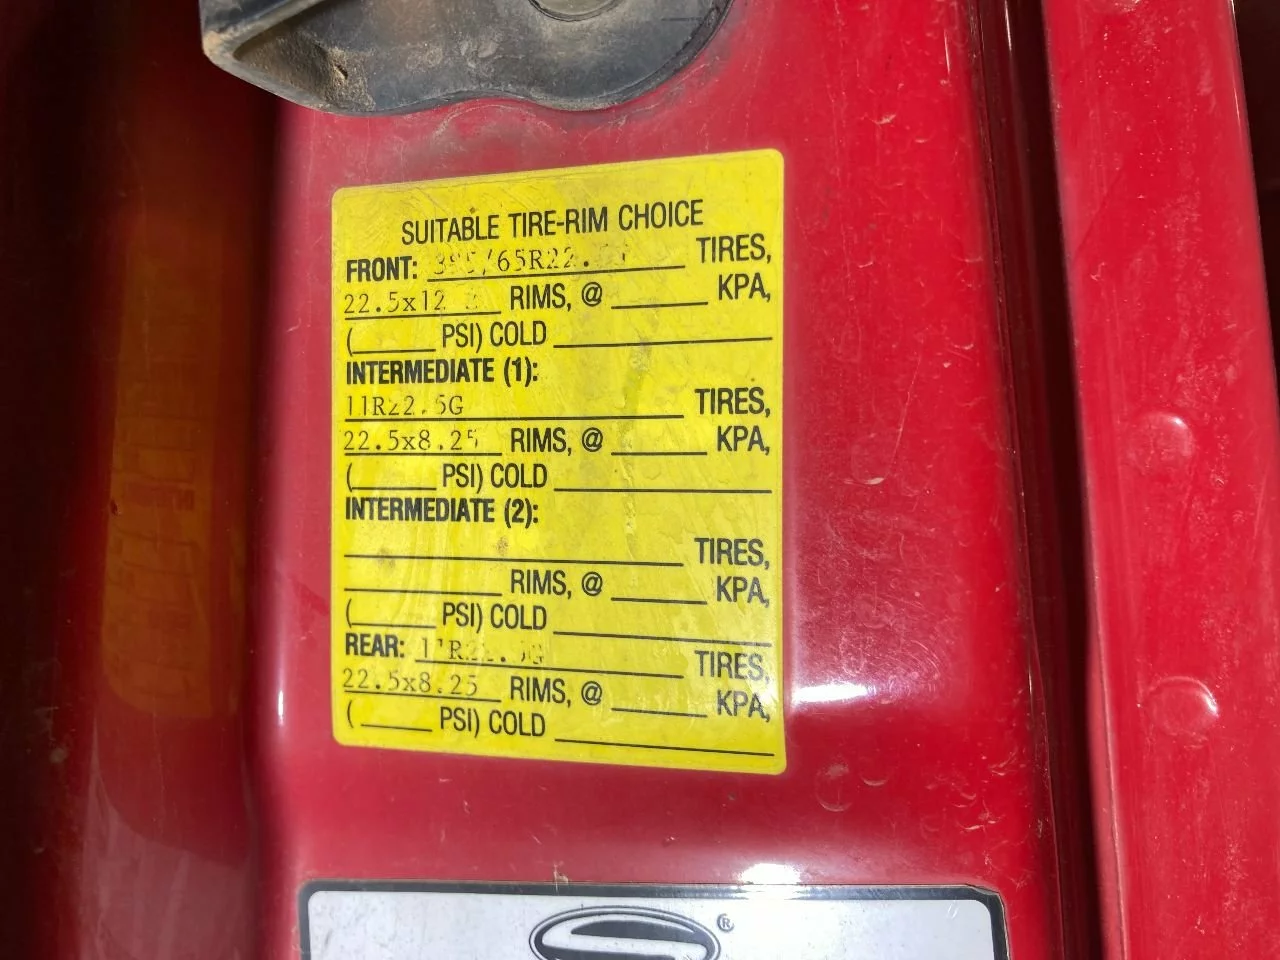 SUITABLE TIRE-RIM CHOICE
FRONT: TIRES,
22.5x12 RIMS, @ KPA,
( PSI) COLD
INTERMEDIATE (1):
11R22.5G TIRES,
22.5x8.25 RIMS, @ KPA,
( PSI) COLD
INTERMEDIATE (2):
TIRES,
RIMS, @ KPA,
( PSI) COLD
REAR: TIRES,
22.5x8.25 RIMS, @ KPA,
( PSI) COLD
®